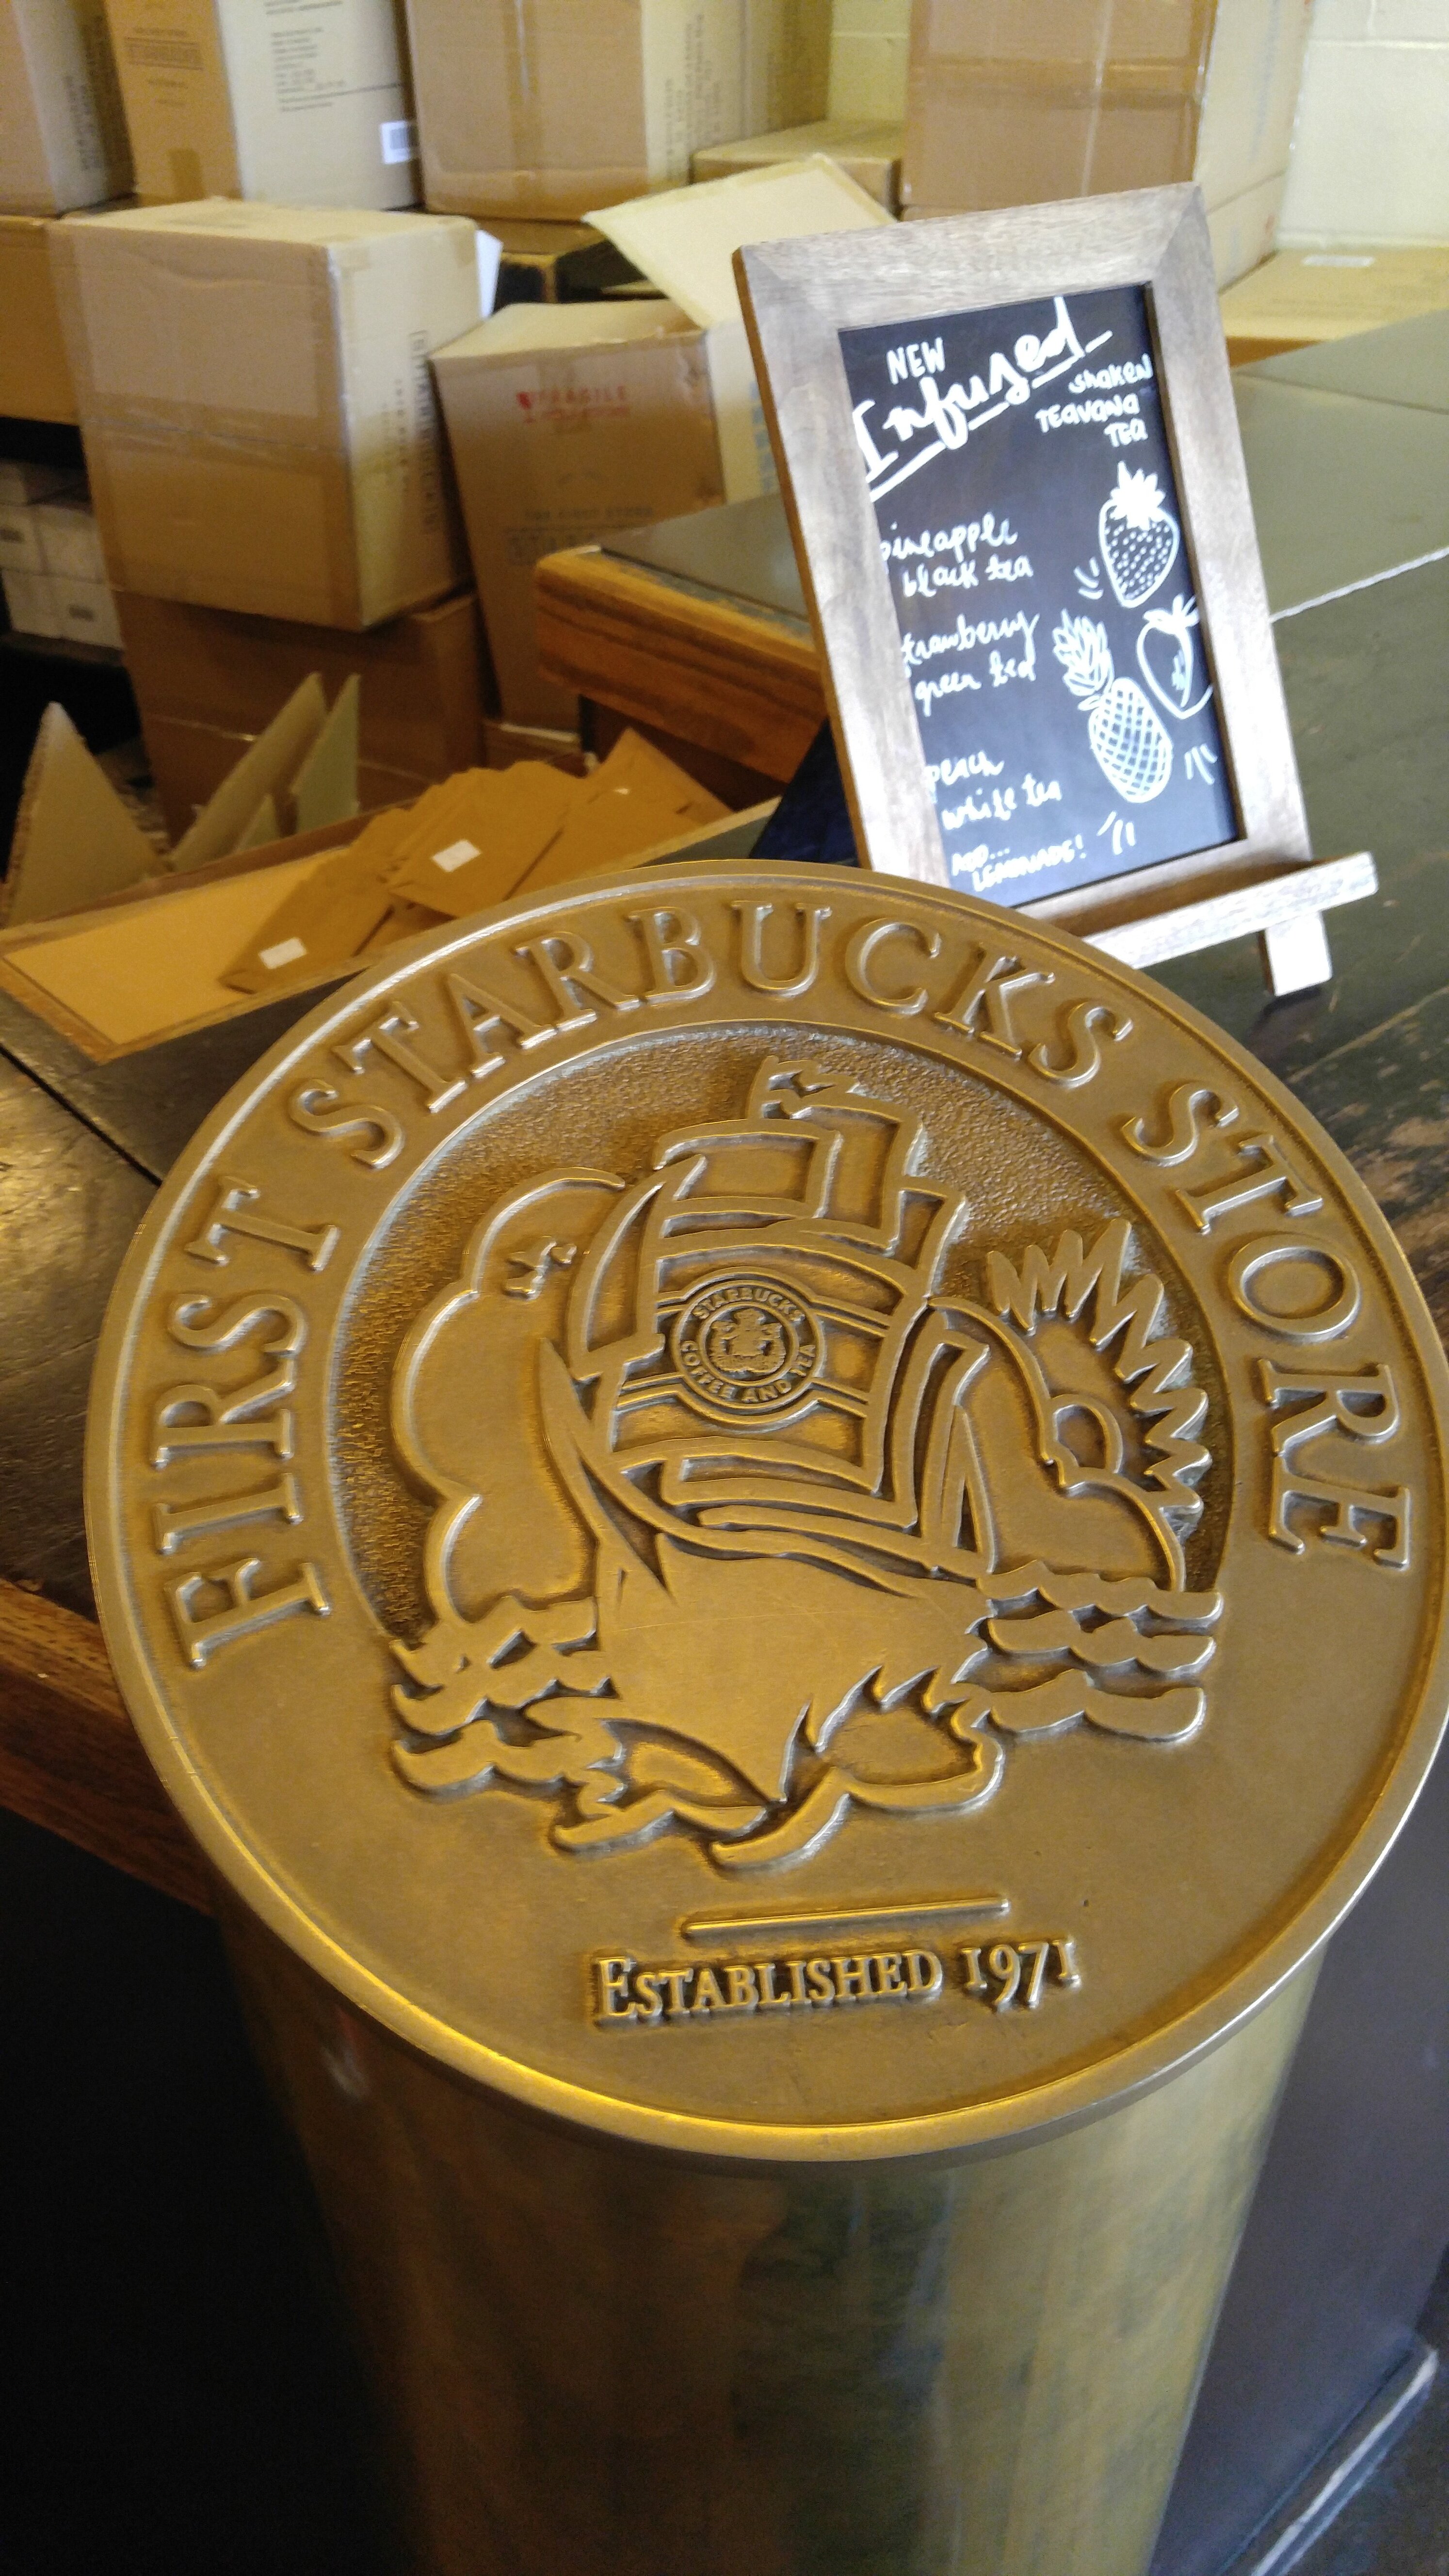 FRAGILE
NEW
Infused
shaken
Teavana
Tea
pineapple
black tea
strawberry
green tea
peach
white tea
ADD...
LEMONADE!
FIRST STARBUCKS STORE
STARBUCKS
COFFEE AND TEA
ESTABLISHED 1971